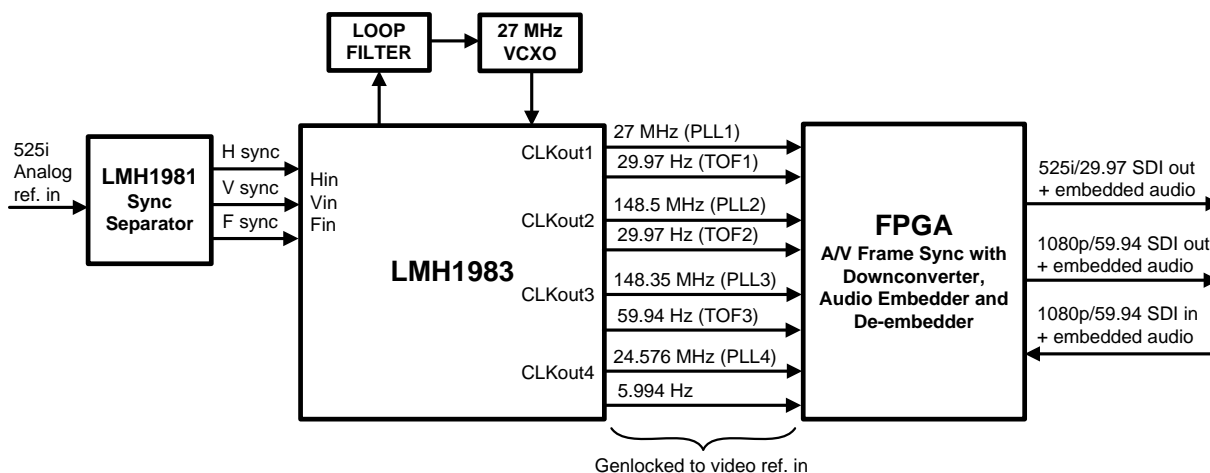 LOOP
FILTER
27 MHz
VCXO
525i
Analog
ref. in
LMH1981
Sync
Separator
H sync
V sync
F sync
Hin
Vin
Fin
LMH1983
CLKout1
CLKout2
CLKout3
CLKout4
27 MHz (PLL1)
29.97 Hz (TOF1)
148.5 MHz (PLL2)
29.97 Hz (TOF2)
148.35 MHz (PLL3)
59.94 Hz (TOF3)
24.576 MHz (PLL4)
5.994 Hz
FPGA
A/V Frame Sync with
Downconverter,
Audio Embedder and
De-embedder
525i/29.97 SDI out
+ embedded audio
1080p/59.94 SDI out
+ embedded audio
1080p/59.94 SDI in
+ embedded audio
Genlocked to video ref. in